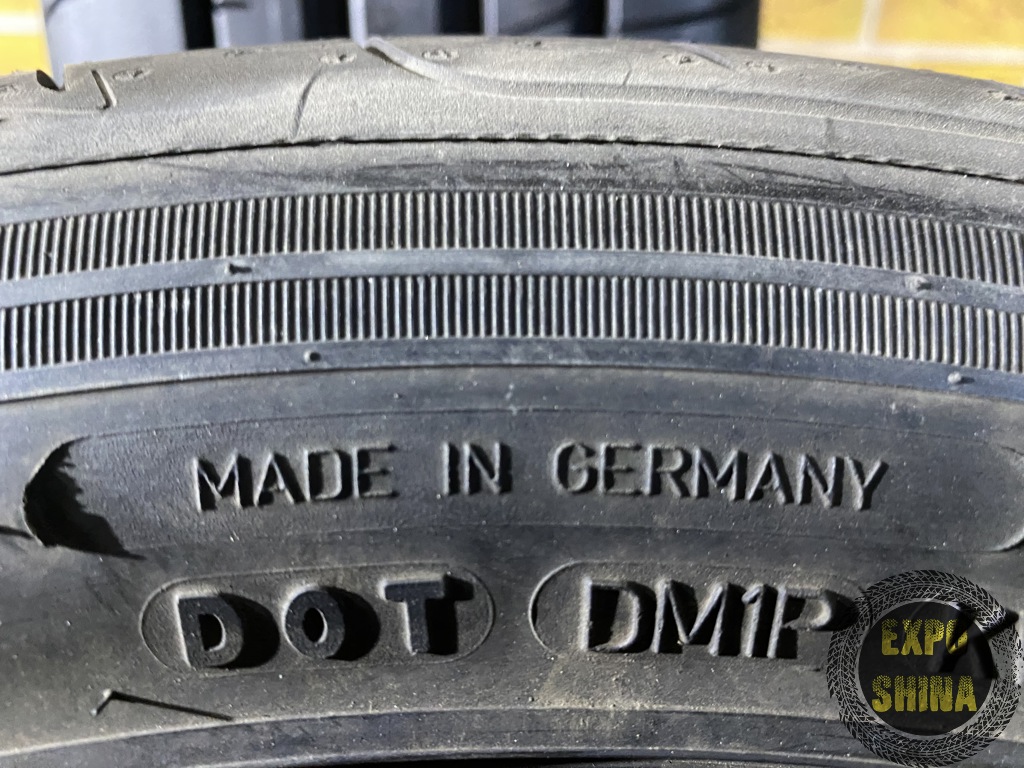 MADE IN GERMANY
DOT DM1P
EXPO
SHINA